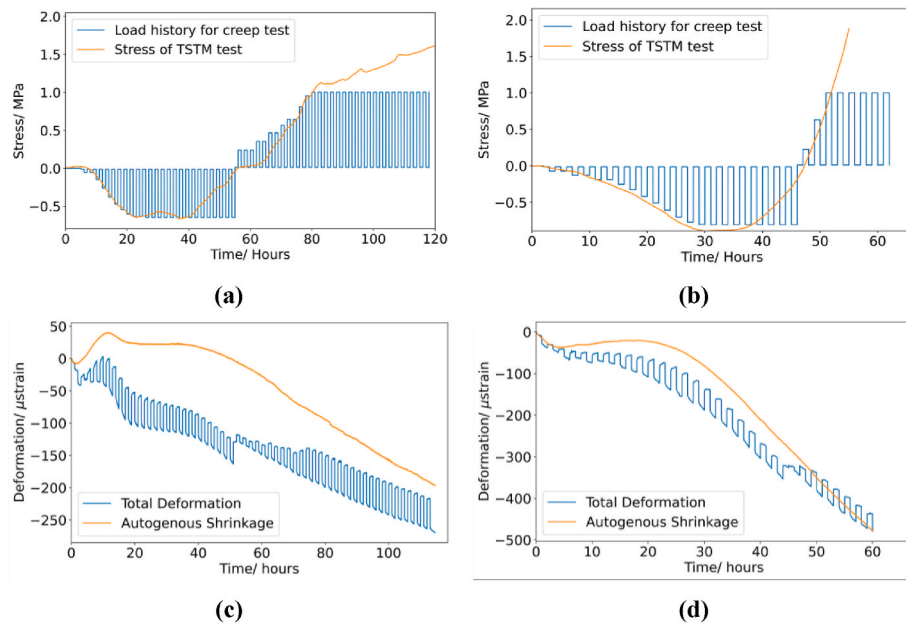 2.0
1.5
1.0
0.5
0.0
−0.5
Stress/ MPa
Load history for creep test
Stress of TSTM test
0 20 40 60 80 100 120
Time/ Hours
(a)
2.0
1.5
1.0
0.5
0.0
−0.5
Stress/ MPa
Load history for creep test
Stress of TSTM test
0 10 20 30 40 50 60
Time/ Hours
(b)
50
0
−50
−100
−150
−200
−250
Deformation/ μstrain
Total Deformation
Autogenous Shrinkage
0 20 40 60 80 100
Time/ hours
(c)
0
−100
−200
−300
−400
−500
Deformation/ μstrain
Total Deformation
Autogenous Shrinkage
0 10 20 30 40 50 60
Time/ hours
(d)